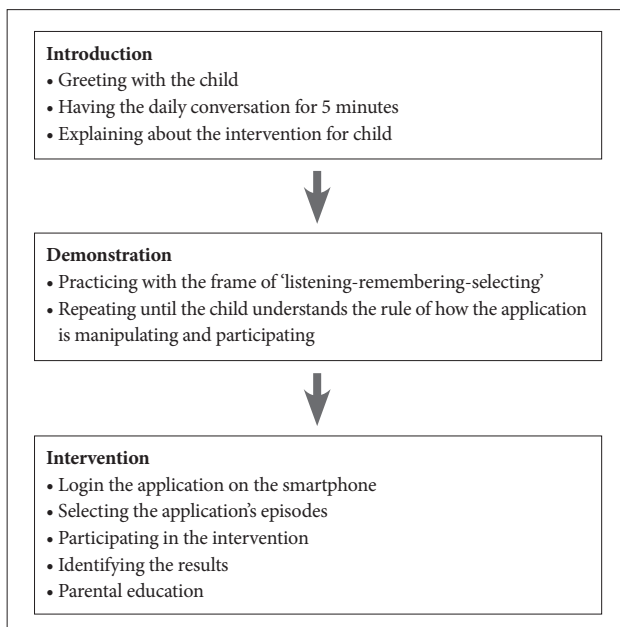 Introduction
• Greeting with the child
• Having the daily conversation for 5 minutes
• Explaining about the intervention for child
Demonstration
• Practicing with the frame of ‘listening-remembering-selecting’
• Repeating until the child understands the rule of how the application
is manipulating and participating
Intervention
• Login the application on the smartphone
• Selecting the application’s episodes
• Participating in the intervention
• Identifying the results
• Parental education